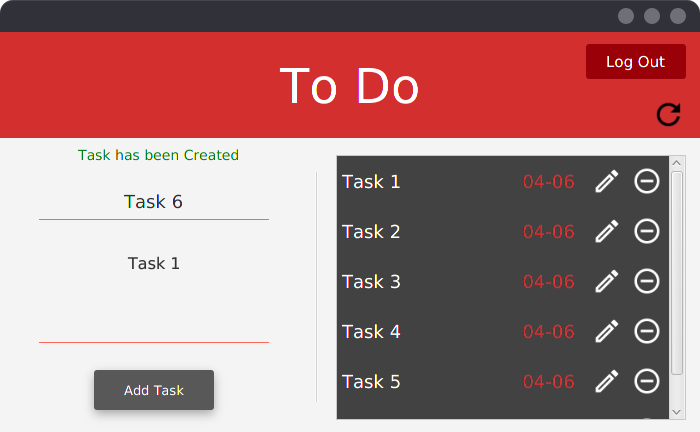 To Do
Log Out
Task has been Created
Task 6
Task 1
Add Task
Task 1 04-06
Task 2 04-06
Task 3 04-06
Task 4 04-06
Task 5 04-06